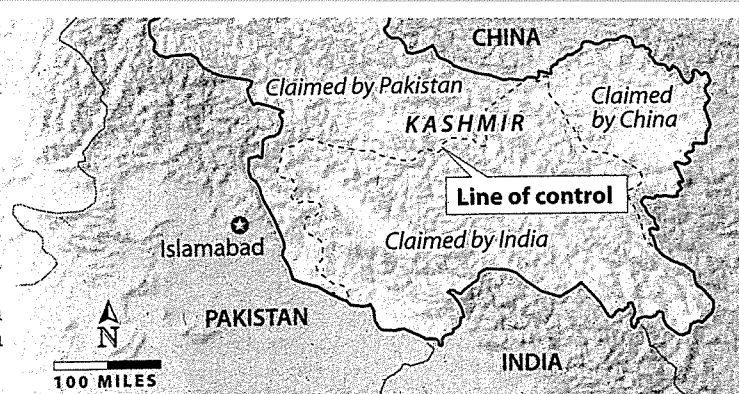 CHINA
Claimed by Pakistan
Claimed
by China
KASHMIR
Line of control
Islamabad
Claimed by India
N
PAKISTAN
INDIA
100 MILES